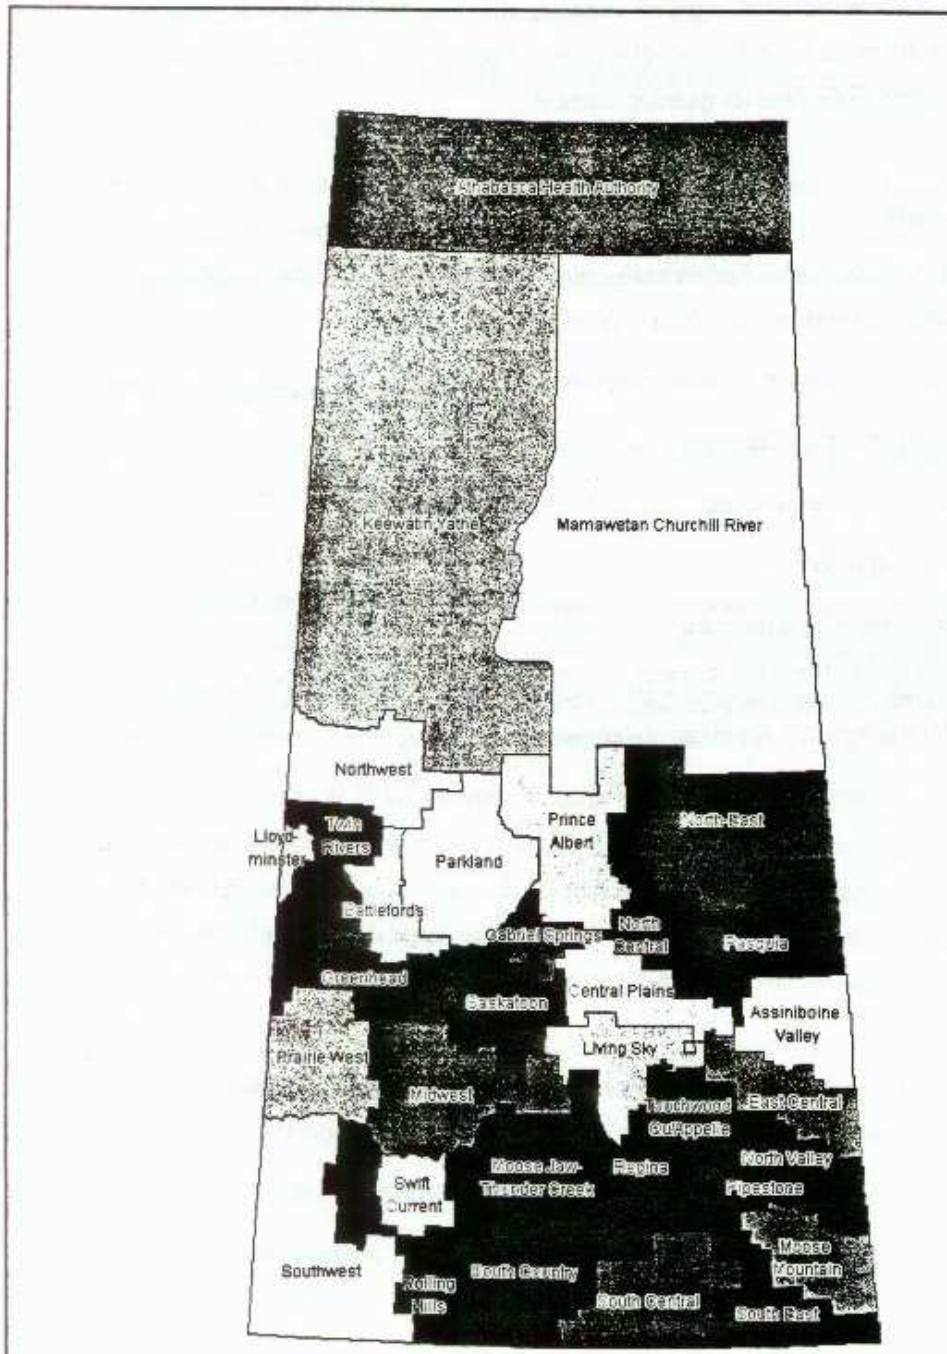 Athabasca Health Authority
Keewatin Yathe
Mamawetan Churchill River
Northwest
Lloyd-
minster
Twin
Rivers
Parkland
Prince
Albert
North-East
Battlefords
Gabriel Springs
North
Central
Pasquia
Greenhead
Saskatoon
Central Plains
Assiniboine
Valley
Prairie West
Living Sky
Midwest
Touchwood
Qu'Appelle
East Central
Moose Jaw-
Thunder Creek
Regina
North Valley
Pipestone
Swift
Current
Southwest
Rolling
Hills
South Country
South Central
Moose
Mountain
South East